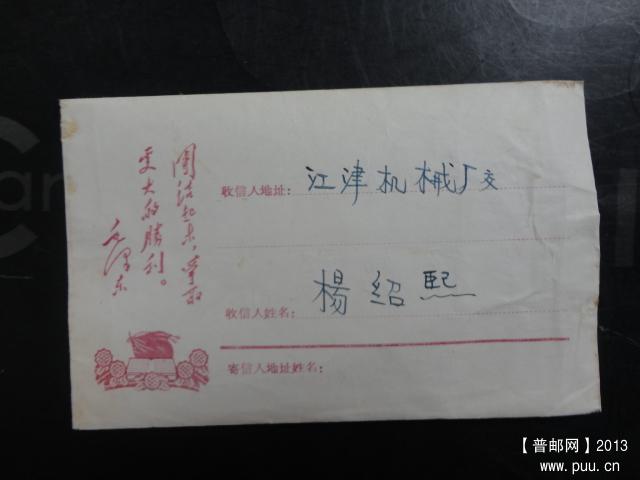 团结起来，争取
更大的勝利。
毛泽东
收信人地址：江津机械厂交
收信人姓名：楊绍熙
寄信人地址姓名：
【普邮网】2013
www.puu.cn